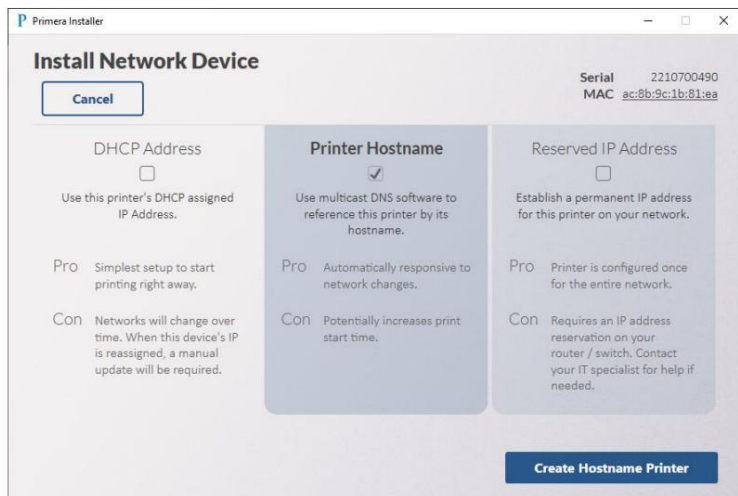 P Primera Installer
Install Network Device
Cancel
Serial 2210700490
MAC ac:8b:9c:1b:81:ea
DHCP Address
Use this printer's DHCP assigned
IP Address.
Pro Simplest setup to start
printing right away.
Con Networks will change over
time. When this device's IP
is reassigned, a manual
update will be required.
Printer Hostname
Use multicast DNS software to
reference this printer by its
hostname.
Pro Automatically responsive to
network changes.
Con Potentially increases print
start time.
Reserved IP Address
Establish a permanent IP address
for this printer on your network.
Pro Printer is configured once
for the entire network.
Con Requires an IP address
reservation on your
router / switch. Contact
your IT specialist for help if
needed.
Create Hostname Printer